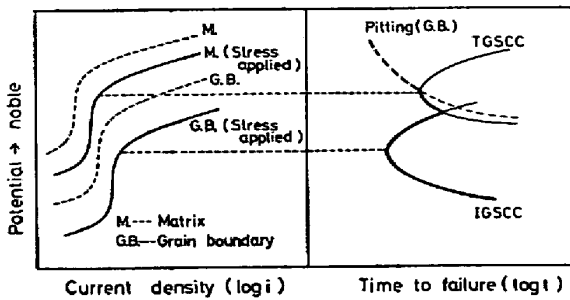 M.
M. (Stress
applied)
G.B.
G.B. (Stress
applied)
M.---Matrix
G.B.---Grain boundary
Potential → noble
Current density (log i)
Pitting (G.B.)
TGSCC
IGSCC
Time to failure (log t)